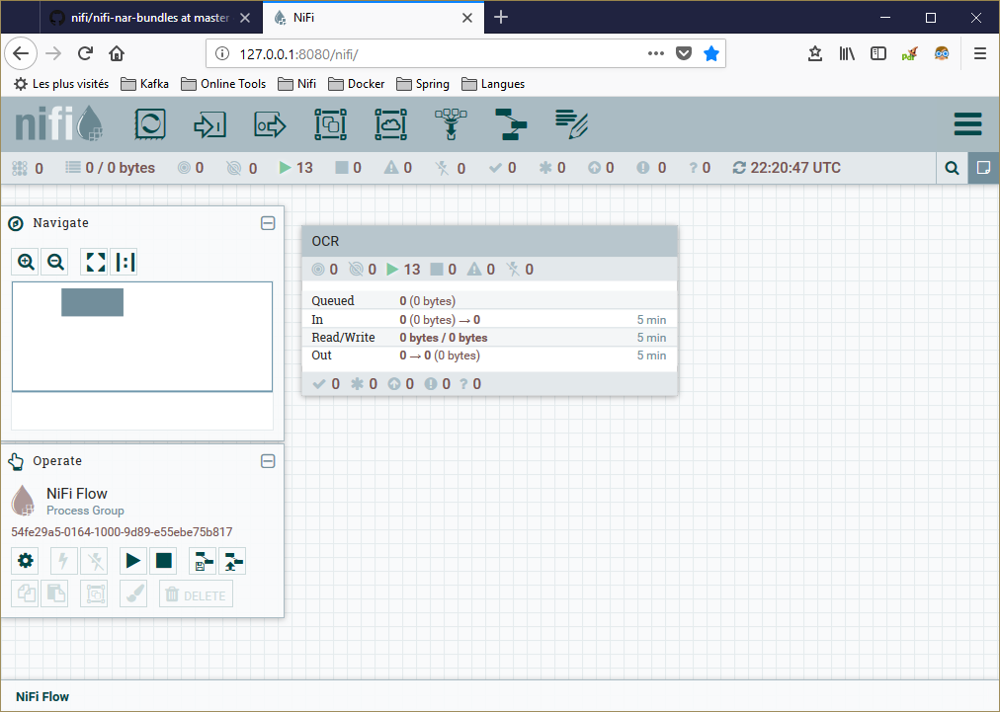 nifi/nifi-nar-bundles at master
NiFi
127.0.0.1:8080/nifi/
Les plus visités Kafka Online Tools Nifi Docker Spring Langues
nifi
0 0 / 0 bytes 0 0 13 0 0 0 0 0 0 0 ? 0 22:20:47 UTC
Navigate
OCR
0 0 13 0 0 0
Queued 0 (0 bytes)
In 0 (0 bytes) → 0 5 min
Read/Write 0 bytes / 0 bytes 5 min
Out 0 → 0 (0 bytes) 5 min
0 0 0 0 ? 0
Operate
NiFi Flow
Process Group
54fe29a5-0164-1000-9d89-e55ebe75b817
DELETE
NiFi Flow